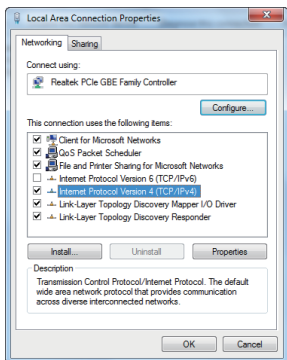 Local Area Connection Properties
Networking
Sharing
Connect using:
Realtek PCIe GBE Family Controller
Configure...
This connection uses the following items:
Client for Microsoft Networks
QoS Packet Scheduler
File and Printer Sharing for Microsoft Networks
Internet Protocol Version 6 (TCP/IPv6)
Internet Protocol Version 4 (TCP/IPv4)
Link-Layer Topology Discovery Mapper I/O Driver
Link-Layer Topology Discovery Responder
Install...
Uninstall
Properties
Description
Transmission Control Protocol/Internet Protocol. The default
wide area network protocol that provides communication
across diverse interconnected networks.
OK
Cancel